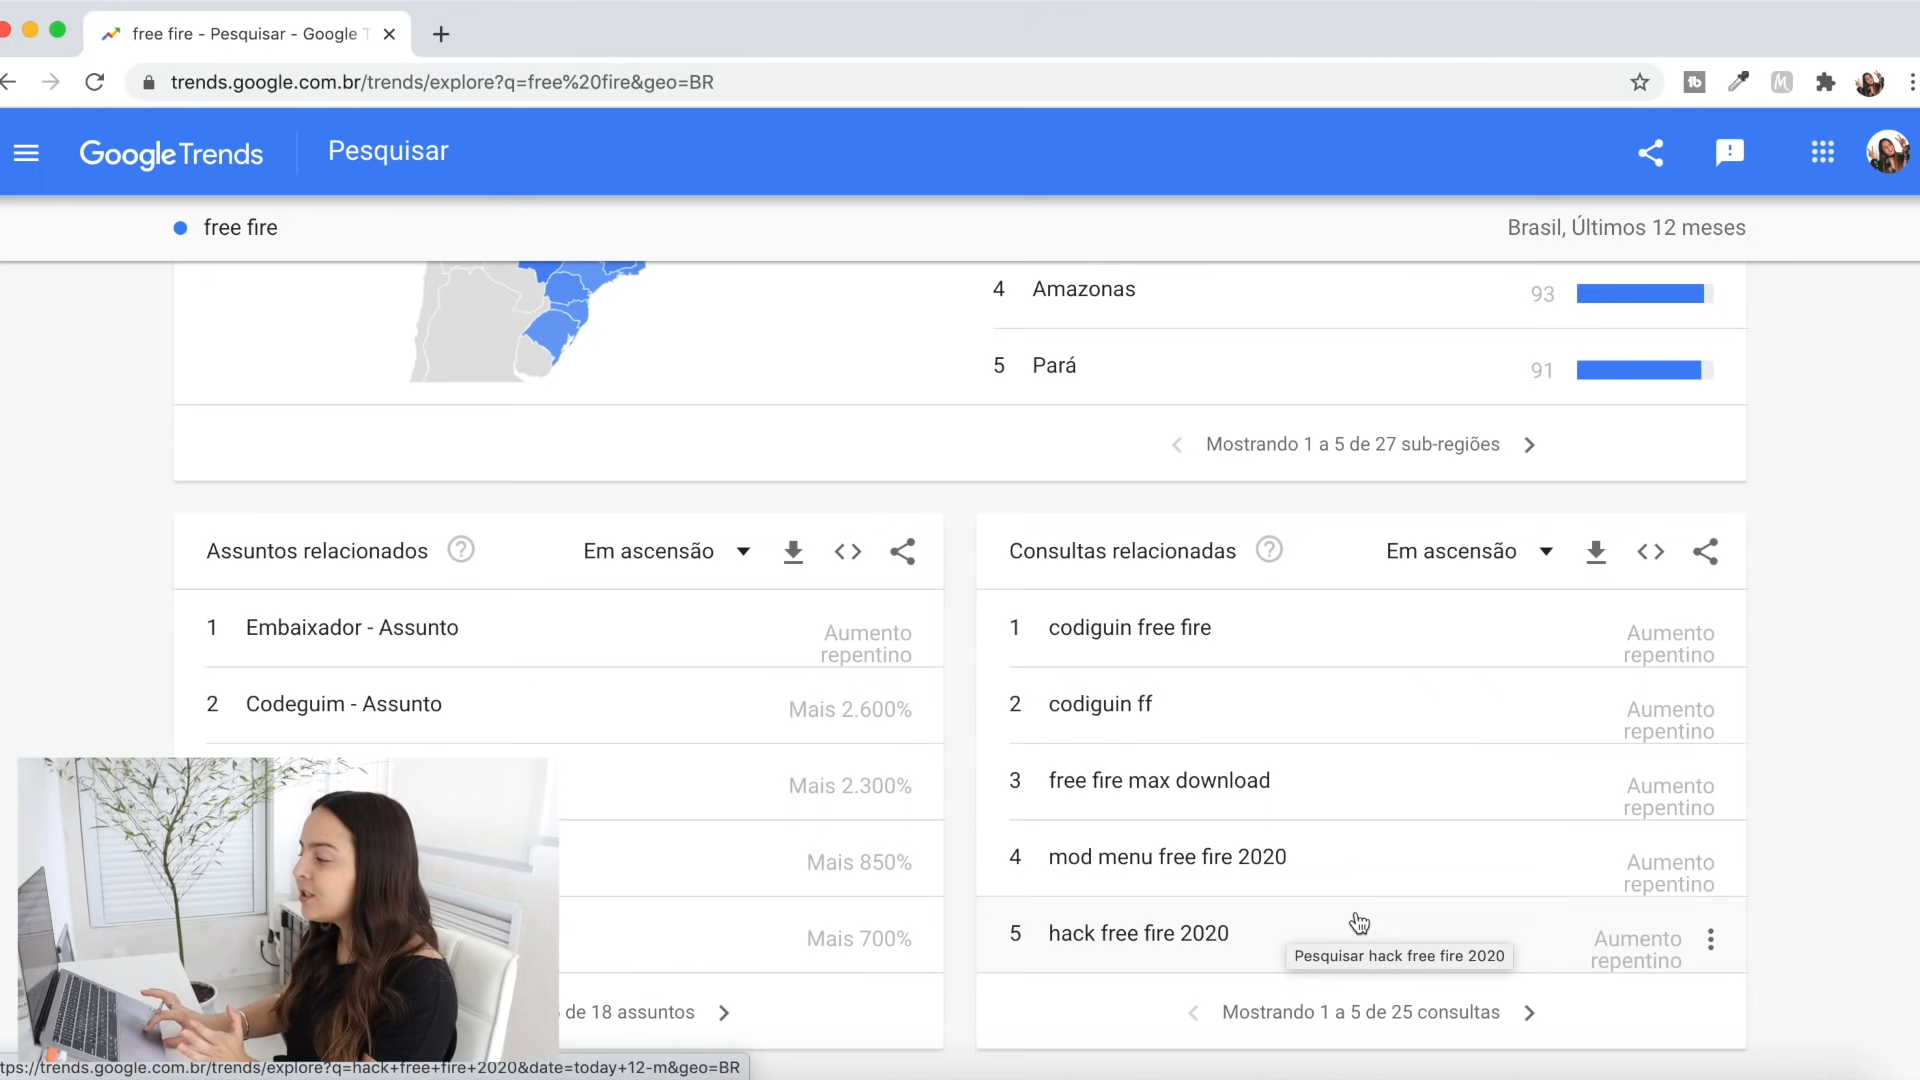 free fire - Pesquisar - Google T
trends.google.com.br/trends/explore?q=free%20fire&geo=BR
Google Trends
Pesquisar
free fire
Brasil, Últimos 12 meses
4 Amazonas 93
5 Pará 91
Mostrando 1 a 5 de 27 sub-regiões
Assuntos relacionados
Em ascensão
1 Embaixador - Assunto
Aumento
repentino
2 Codeguim - Assunto
Mais 2.600%
Mais 2.300%
Mais 850%
Mais 700%
de 18 assuntos
Consultas relacionadas
Em ascensão
1 codiguin free fire
Aumento
repentino
2 codiguin ff
Aumento
repentino
3 free fire max download
Aumento
repentino
4 mod menu free fire 2020
Aumento
repentino
5 hack free fire 2020
Aumento
repentino
Pesquisar hack free fire 2020
Mostrando 1 a 5 de 25 consultas
tps://trends.google.com.br/trends/explore?q=hack+free+fire+2020&date=today+12-m&geo=BR